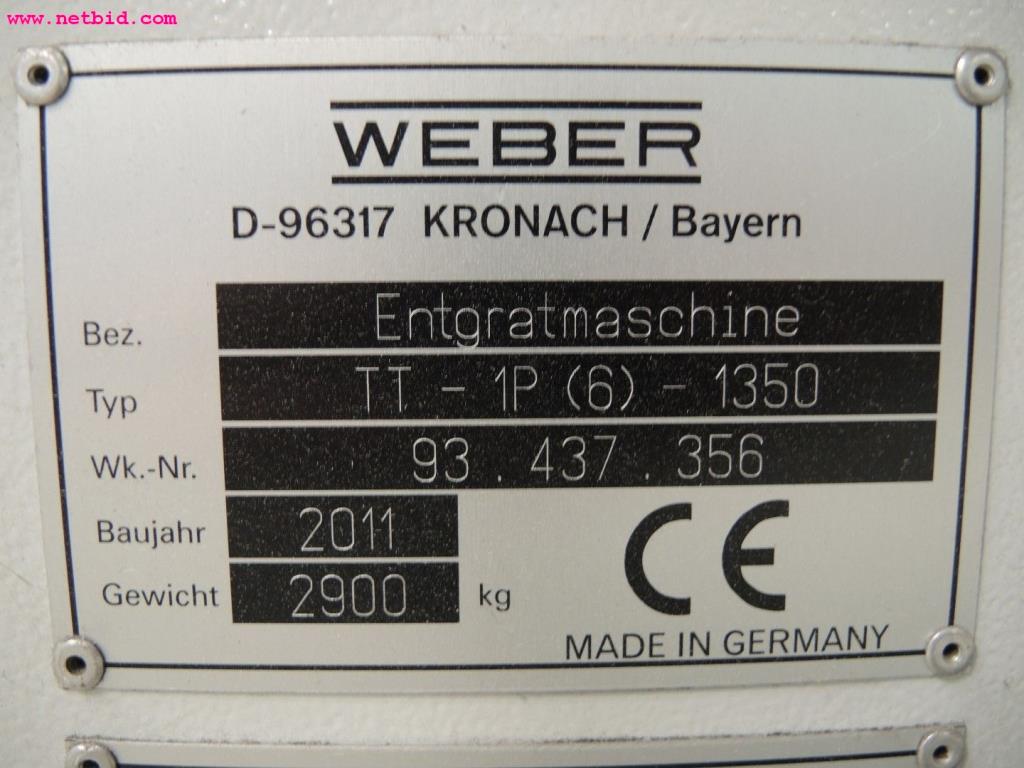 www.netbid.com
WEBER
D-96317 KRONACH / Bayern
Bez. Entgratmaschine
Typ TT - 1P (6) - 1350
Wk.-Nr. 93 . 437 . 356
Baujahr 2011
Gewicht 2900 kg
CE
MADE IN GERMANY